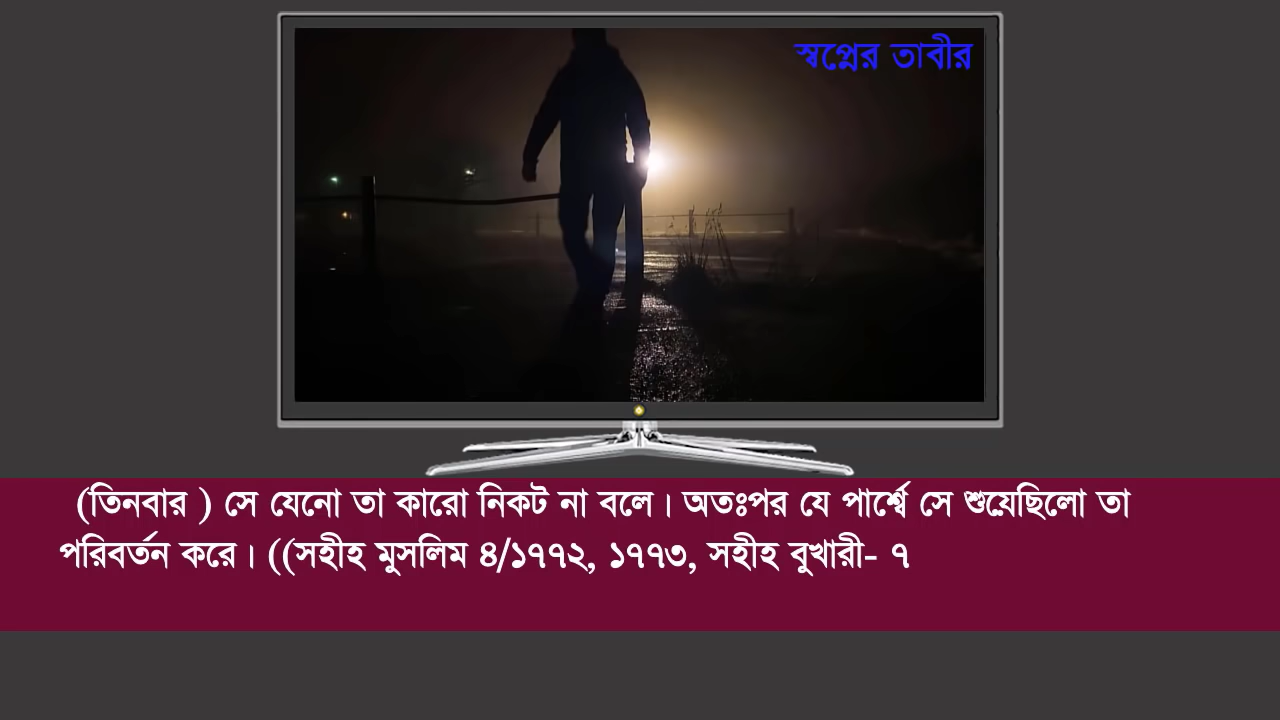 স্বপ্নের তাবীর
(তিনবার ) সে যেনো তা কারো নিকট না বলে। অতঃপর যে পার্শ্বে সে শুয়েছিলো তা
পরিবর্তন করে। ((সহীহ মুসলিম ৪/১৭৭২, ১৭৭৩, সহীহ বুখারী- ৭